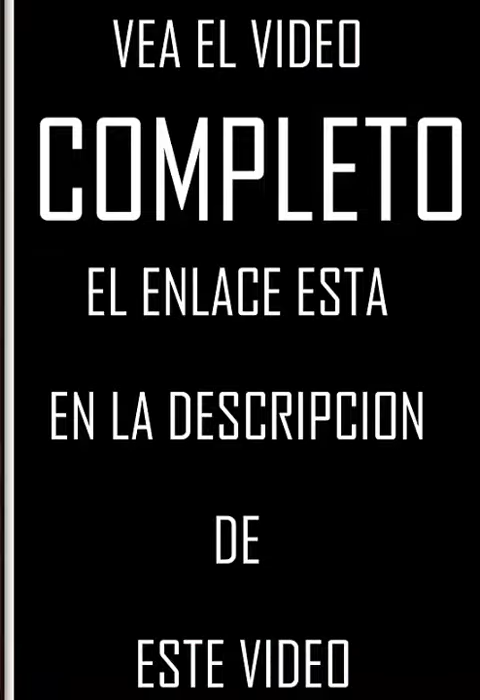 VEA EL VIDEO
COMPLETO
EL ENLACE ESTA
EN LA DESCRIPCION
DE
ESTE VIDEO